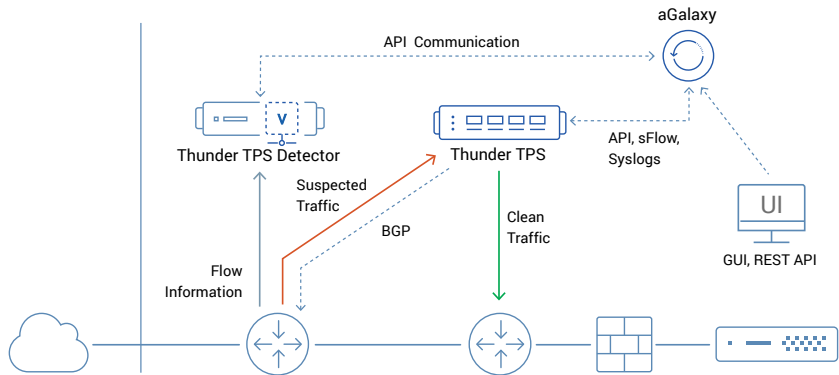 aGalaxy
API Communication
V
Thunder TPS Detector
Thunder TPS
API, sFlow,
Syslogs
Suspected
Traffic
UI
BGP
Clean
Traffic
GUI, REST API
Flow
Information